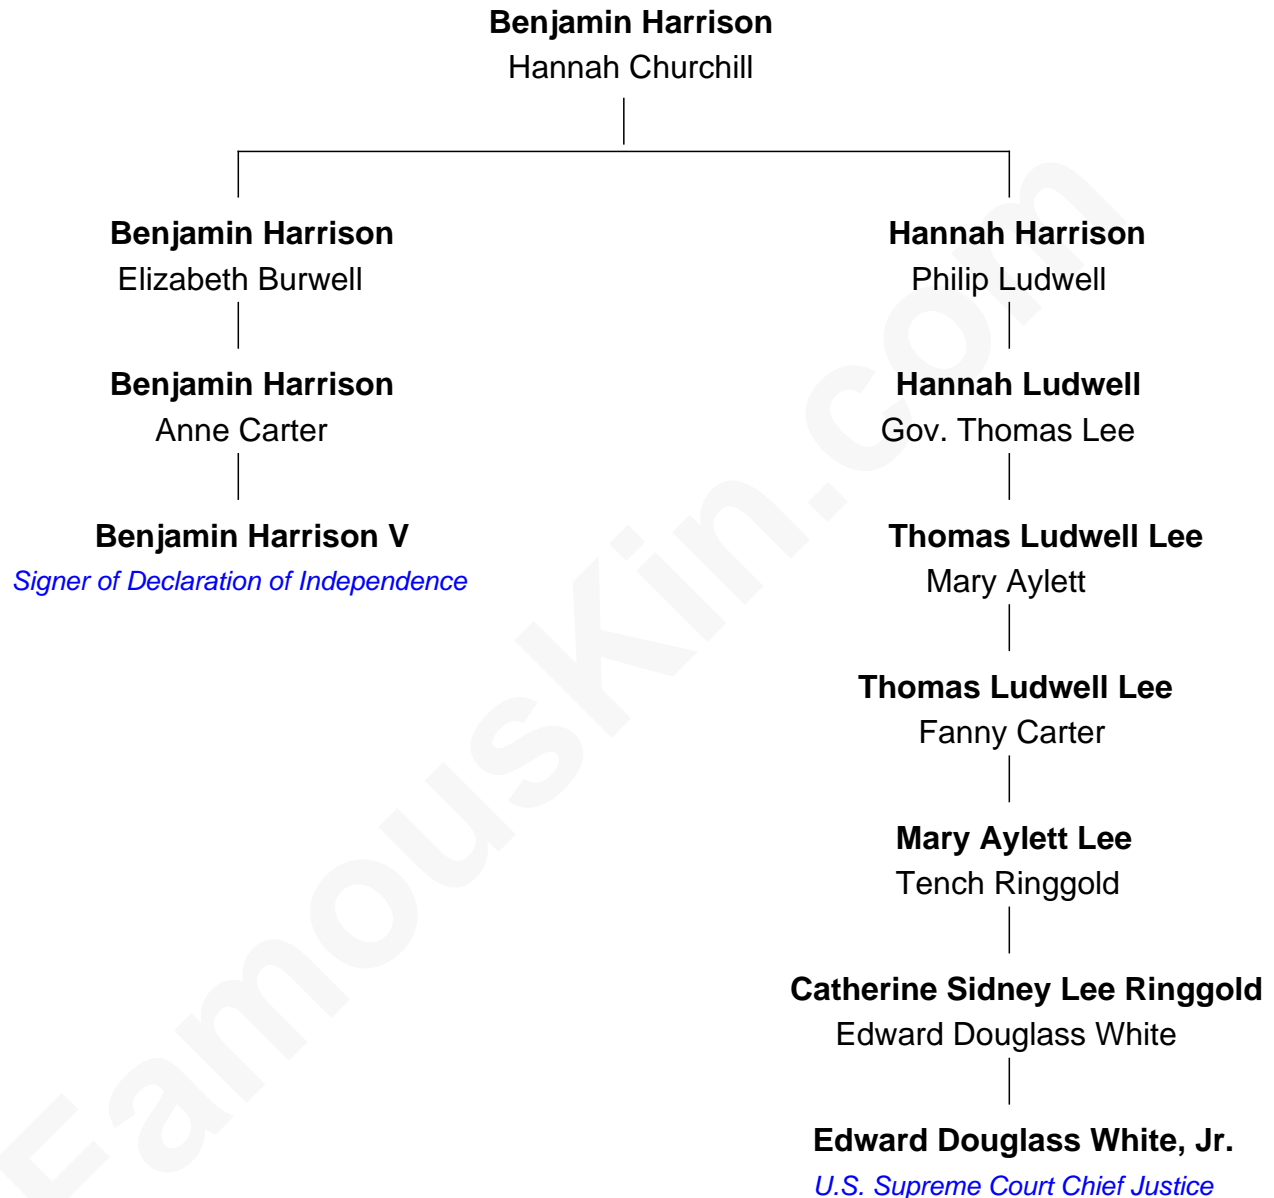 Benjamin Harrison
Hannah Churchill
Benjamin Harrison
Elizabeth Burwell
Benjamin Harrison
Anne Carter
Benjamin Harrison V
Signer of Declaration of Independence
Hannah Harrison
Philip Ludwell
Hannah Ludwell
Gov. Thomas Lee
Thomas Ludwell Lee
Mary Aylett
Thomas Ludwell Lee
Fanny Carter
Mary Aylett Lee
Tench Ringgold
Catherine Sidney Lee Ringgold
Edward Douglass White
Edward Douglass White, Jr.
U.S. Supreme Court Chief Justice
FamousKin.com